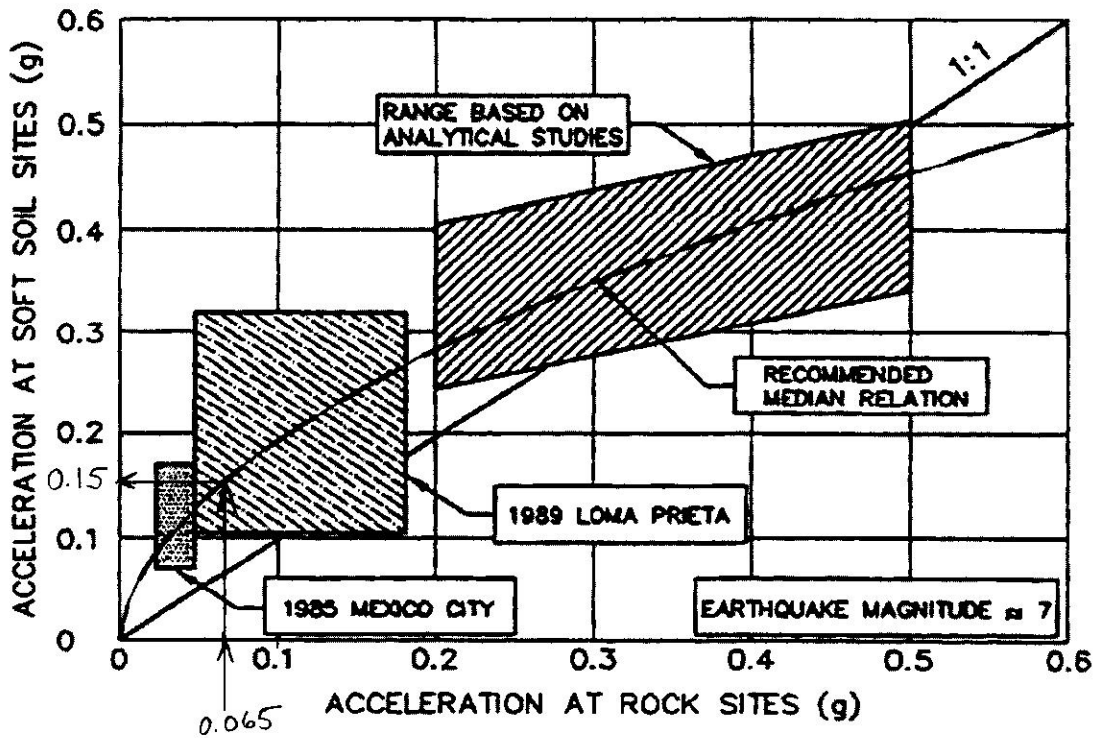 ACCELERATION AT SOFT SOIL SITES (g)
0.6
0.5
0.4
0.3
0.2
0.15
0.1
0
1:1
RANGE BASED ON
ANALYTICAL STUDIES
RECOMMENDED
MEDIAN RELATION
1989 LOMA PRIETA
1985 MEXICO CITY
EARTHQUAKE MAGNITUDE ≈ 7
0
0.1
0.2
0.3
0.4
0.5
0.6
ACCELERATION AT ROCK SITES (g)
0.065